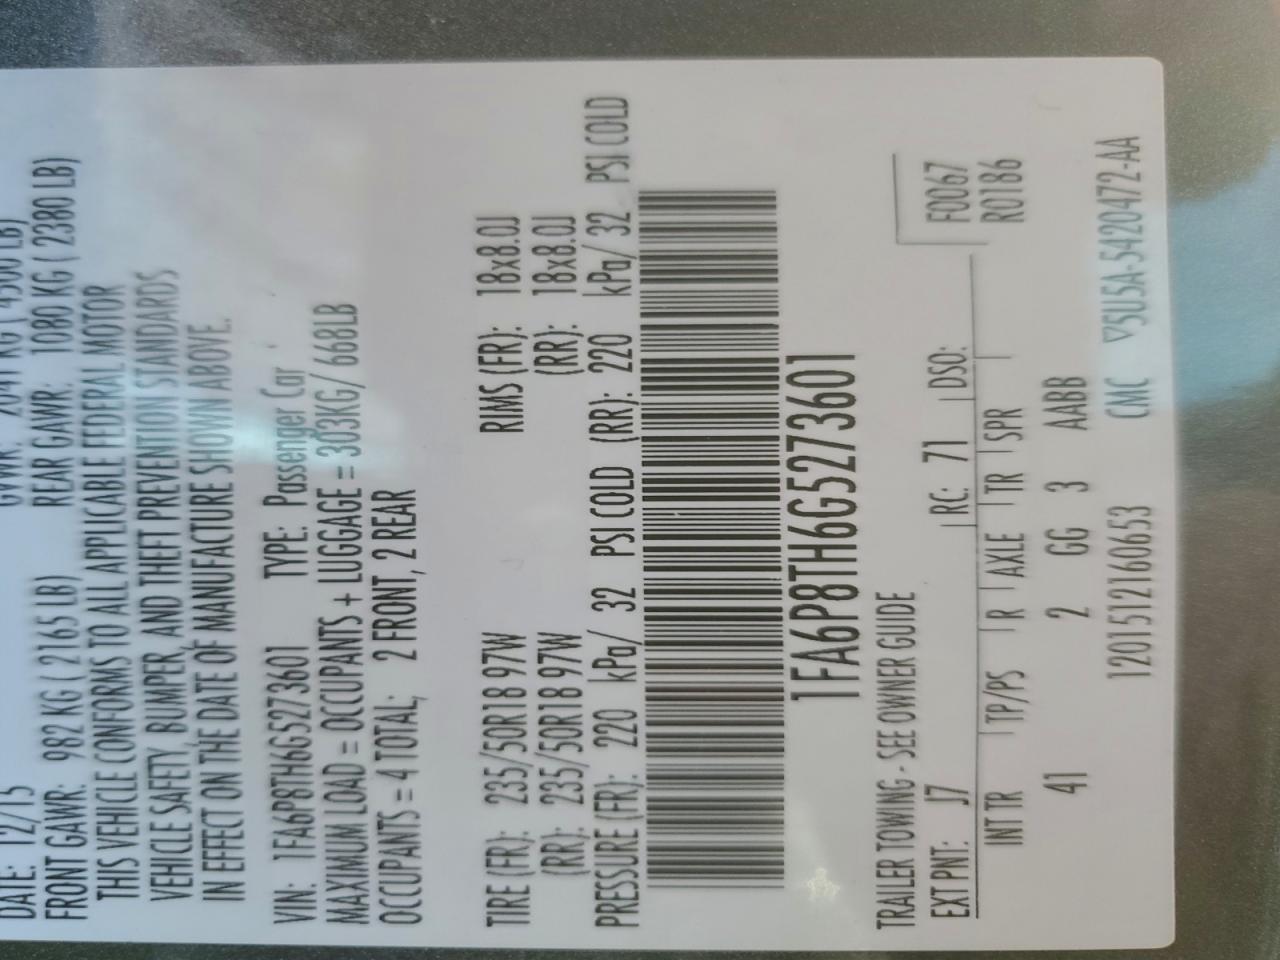 DATE: 12/15 GVWR: 2041 KG ( 4500 LB)
FRONT GAWR: 982 KG ( 2165 LB) REAR GAWR: 1080 KG ( 2380 LB)
THIS VEHICLE CONFORMS TO ALL APPLICABLE FEDERAL MOTOR
VEHICLE SAFETY, BUMPER, AND THEFT PREVENTION STANDARDS
IN EFFECT ON THE DATE OF MANUFACTURE SHOWN ABOVE.
VIN: 1FA6P8TH6G5273601 TYPE: Passenger Car
MAXIMUM LOAD = OCCUPANTS + LUGGAGE = 303KG/ 668LB
OCCUPANTS = 4 TOTAL; 2 FRONT, 2 REAR
TIRE (FR): 235/50R18 97W RIMS (FR): 18x8.0J
(RR): 235/50R18 97W (RR): 18x8.0J
PRESSURE (FR): 220 kPa/ 32 PSI COLD (RR): 220 kPa/ 32 PSI COLD
1FA6P8TH6G5273601
TRAILER TOWING - SEE OWNER GUIDE
EXT PNT: J7 RC: 71 DSO: F0067
R0186
INT TR TP/PS R AXLE TR SPR
41 2 GG 3 AABB
120151216065​3 CMC ▽5U5A-5420472-AA